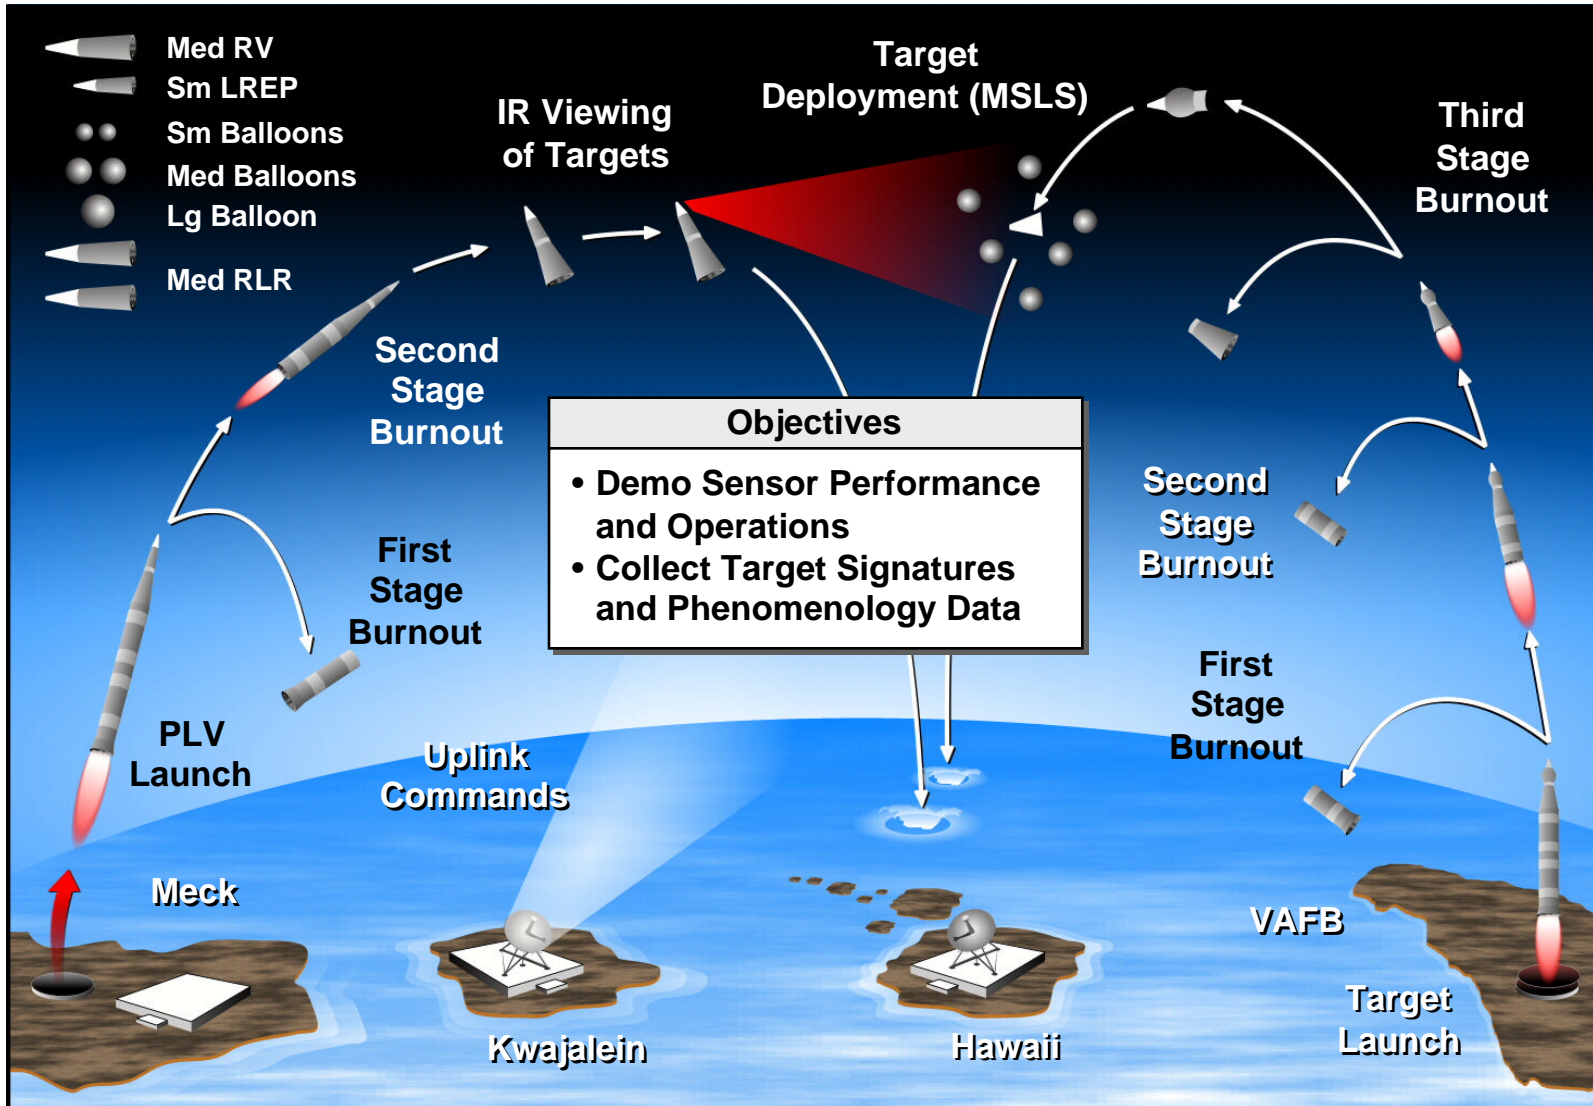 Med RV
Sm LREP
Sm Balloons
Med Balloons
Lg Balloon
Med RLR
IR Viewing
of Targets
Target
Deployment (MSLS)
Third
Stage
Burnout
Second
Stage
Burnout
First
Stage
Burnout
PLV
Launch
Objectives
• Demo Sensor Performance
and Operations
• Collect Target Signatures
and Phenomenology Data
Second
Stage
Burnout
First
Stage
Burnout
Uplink
Commands
Meck
Kwajalein
Hawaii
VAFB
Target
Launch